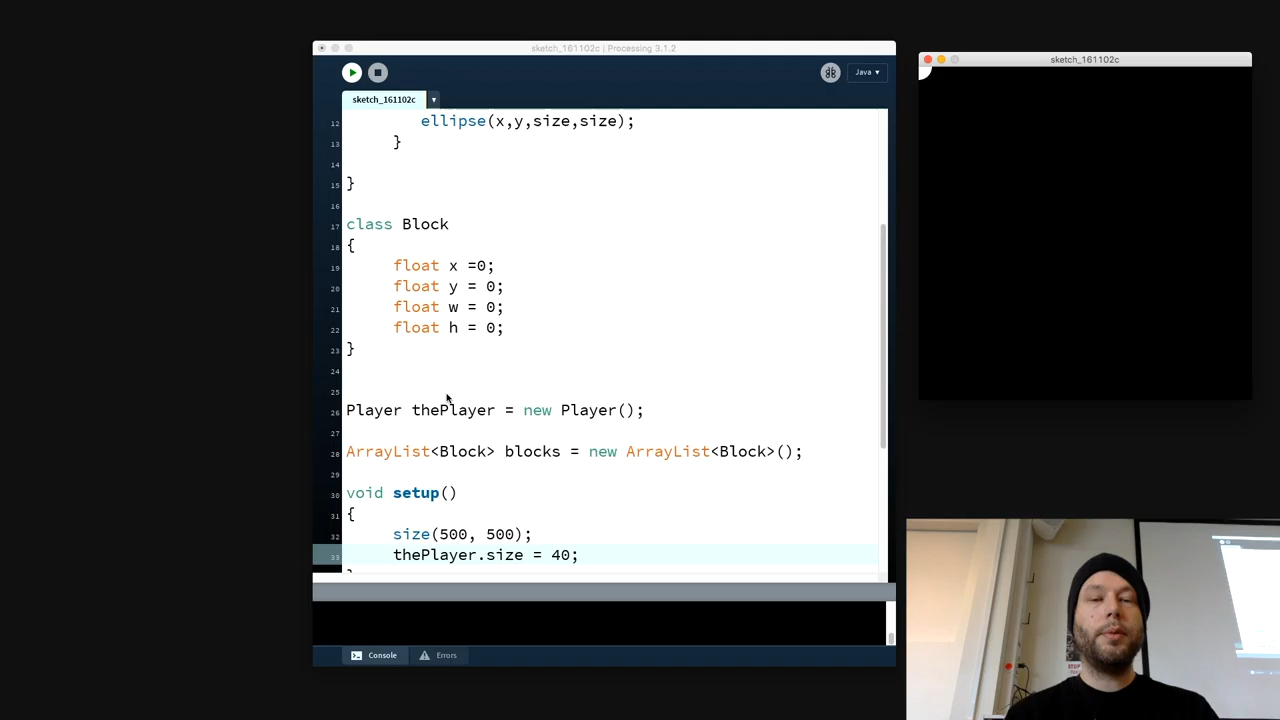 sketch_161102c | Processing 3.1.2
Java ▾
sketch_161102c ▾
12 ellipse(x,y,size,size);
13 }
14
15 }
16
17 class Block
18 {
19 float x =0;
20 float y = 0;
21 float w = 0;
22 float h = 0;
23 }
24
25
26 Player thePlayer = new Player();
27
28 ArrayList<Block> blocks = new ArrayList<Block>();
29
30 void setup()
31 {
32 size(500, 500);
33 thePlayer.size = 40;
Console
Errors
sketch_161102c
STOP